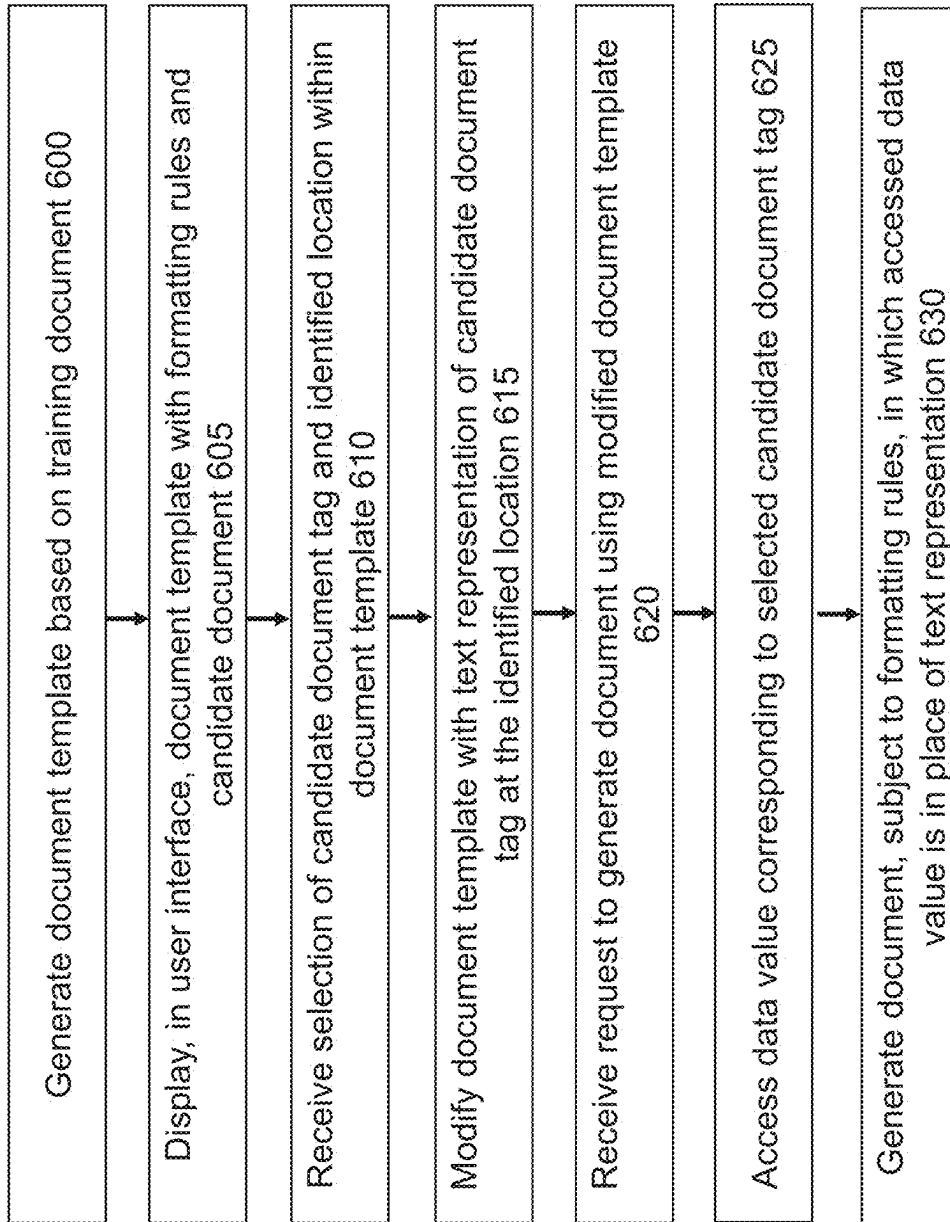 Generate document template based on training document 600
Display, in user interface, document template with formatting rules and
candidate document 605
Receive selection of candidate document tag and identified location within
document template 610
Modify document template with text representation of candidate document
tag at the identified location 615
Receive request to generate document using modified document template
620
Access data value corresponding to selected candidate document tag 625
Generate document, subject to formatting rules, in which accessed data
value is in place of text representation 630